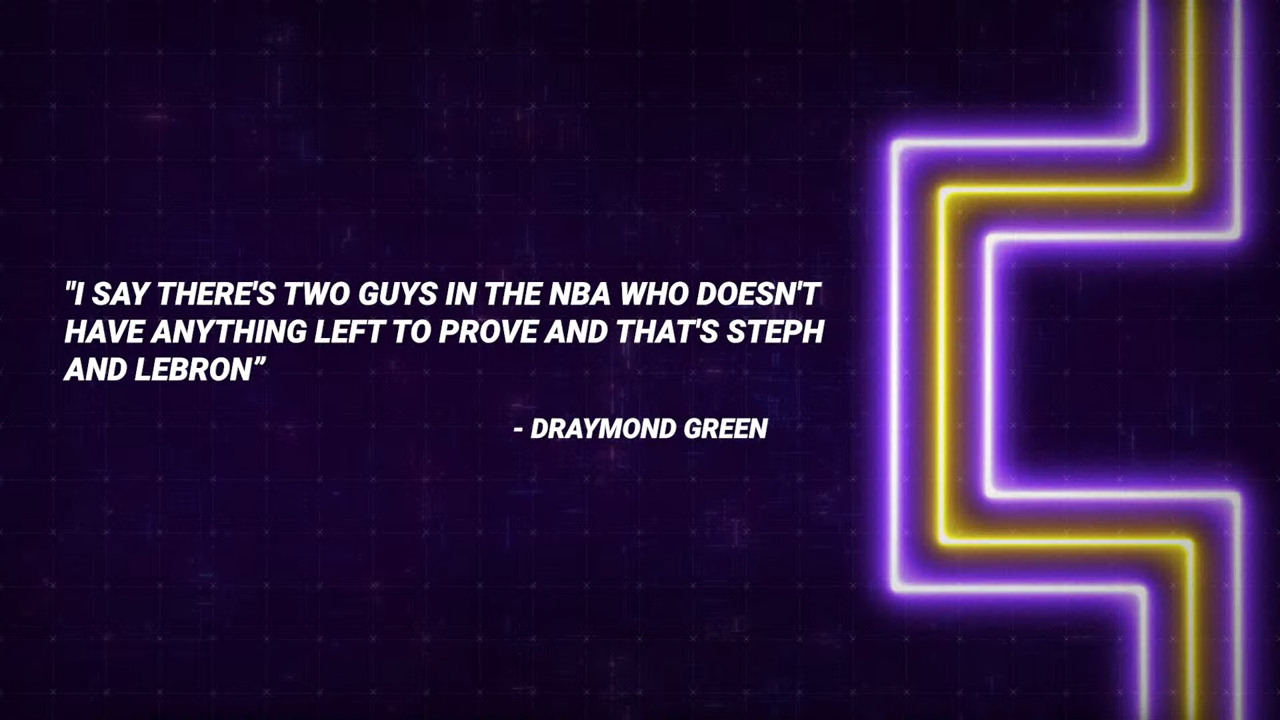 "I SAY THERE'S TWO GUYS IN THE NBA WHO DOESN'T
HAVE ANYTHING LEFT TO PROVE AND THAT'S STEPH
AND LEBRON”
- DRAYMOND GREEN